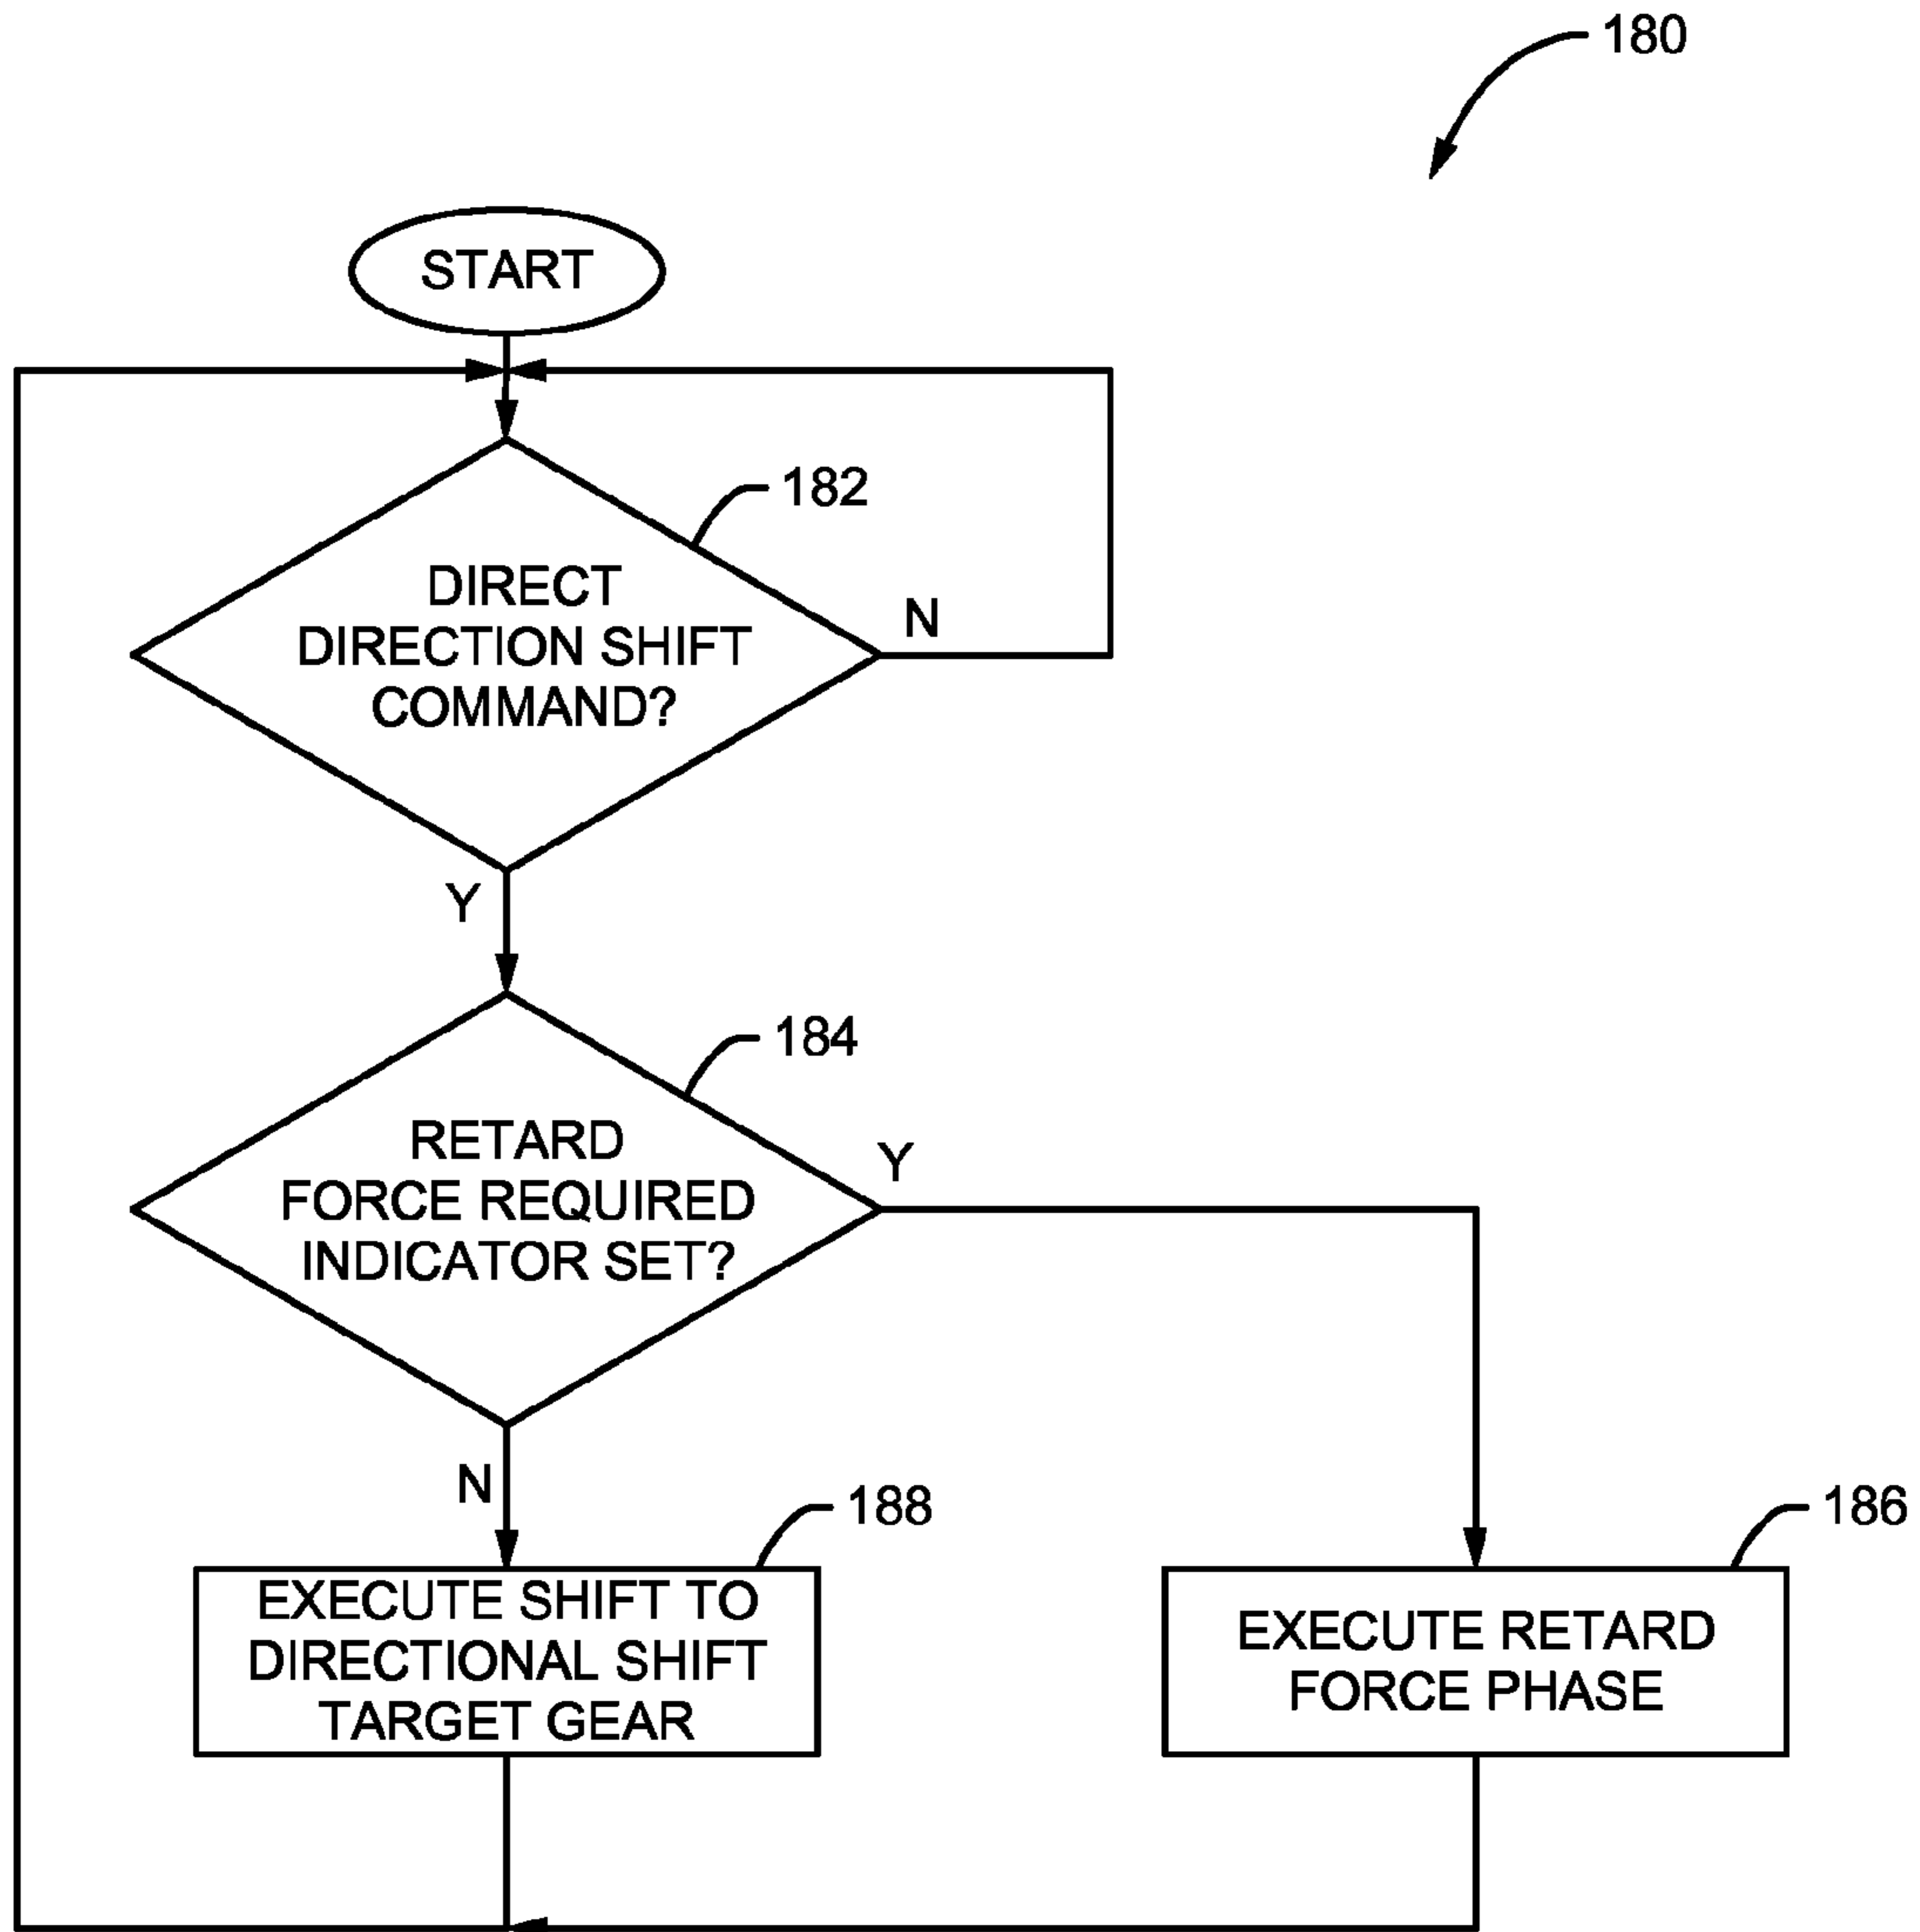 180
START
182
DIRECT
DIRECTION SHIFT
COMMAND?
N
Y
184
RETARD
FORCE REQUIRED
INDICATOR SET?
Y
N
188
EXECUTE SHIFT TO
DIRECTIONAL SHIFT
TARGET GEAR
186
EXECUTE RETARD
FORCE PHASE